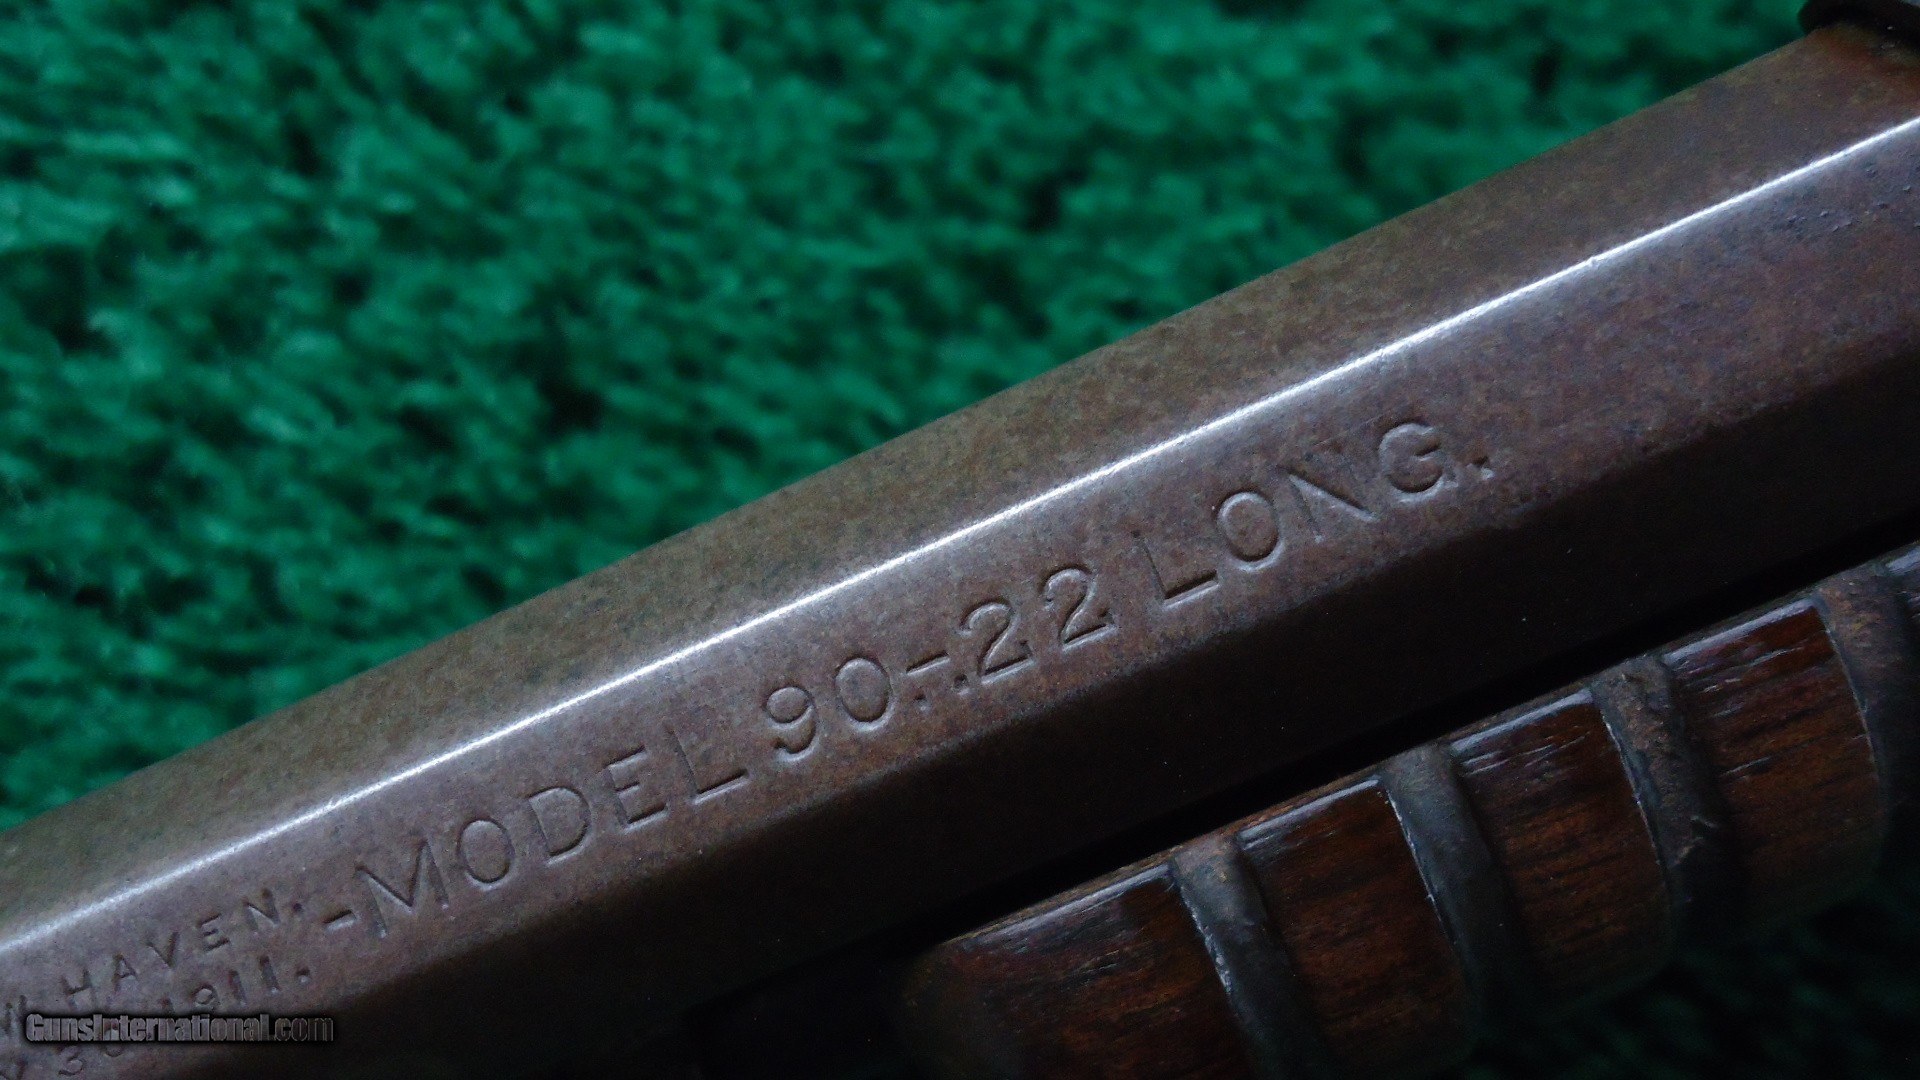 HAVEN. -MODEL 90-.22 LONG.
1911.
GunsInternational.com